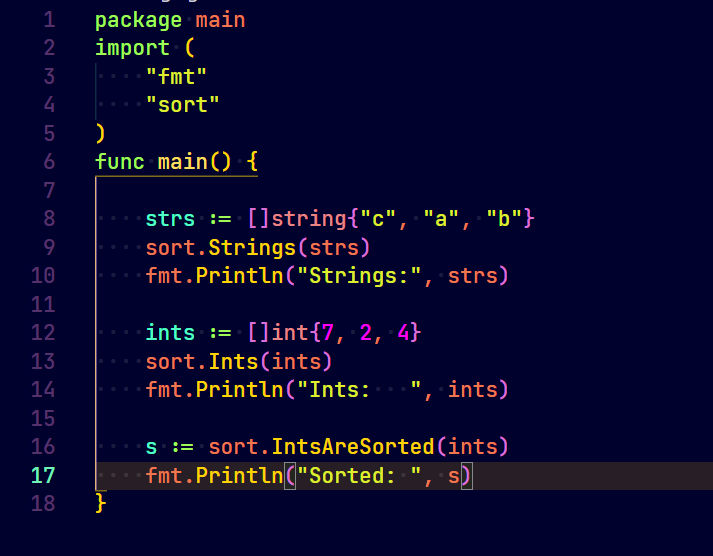 1 package main
2 import (
3     "fmt"
4     "sort"
5 )
6 func main() {
7
8     strs := []string{"c", "a", "b"}
9     sort.Strings(strs)
10     fmt.Println("Strings:", strs)
11
12     ints := []int{7, 2, 4}
13     sort.Ints(ints)
14     fmt.Println("Ints:   ", ints)
15
16     s := sort.IntsAreSorted(ints)
17     fmt.Println("Sorted: ", s)
18 }